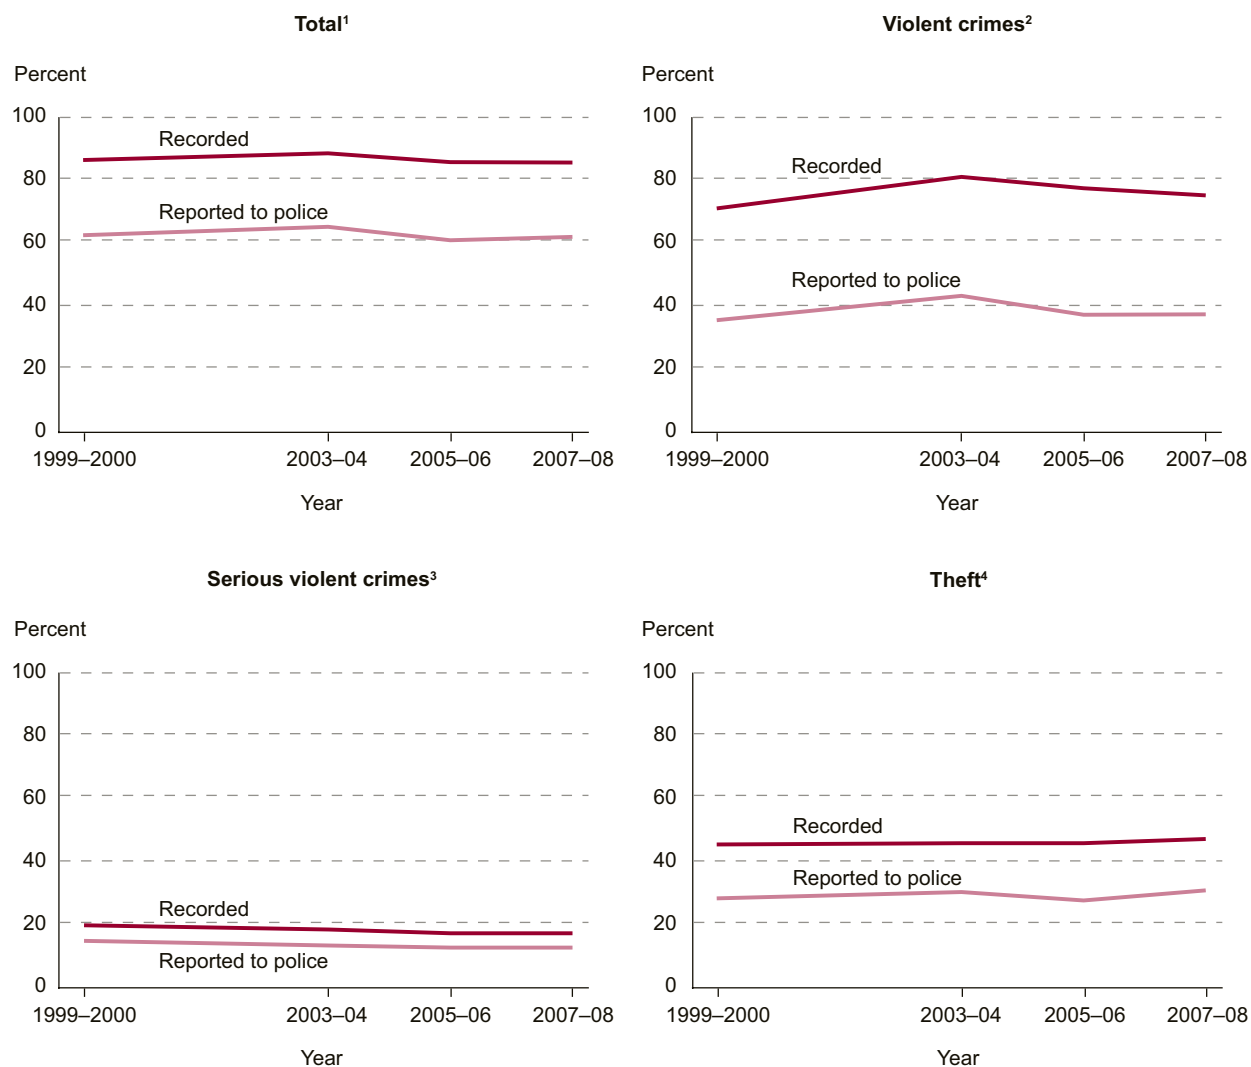 Total¹
Percent
100
80
60
40
20
0
Recorded
Reported to police
1999–2000 2003–04 2005–06 2007–08
Year
Violent crimes²
Percent
100
80
60
40
20
0
Recorded
Reported to police
1999–2000 2003–04 2005–06 2007–08
Year
Serious violent crimes³
Percent
100
80
60
40
20
0
Recorded
Reported to police
1999–2000 2003–04 2005–06 2007–08
Year
Theft⁴
Percent
100
80
60
40
20
0
Recorded
Reported to police
1999–2000 2003–04 2005–06 2007–08
Year